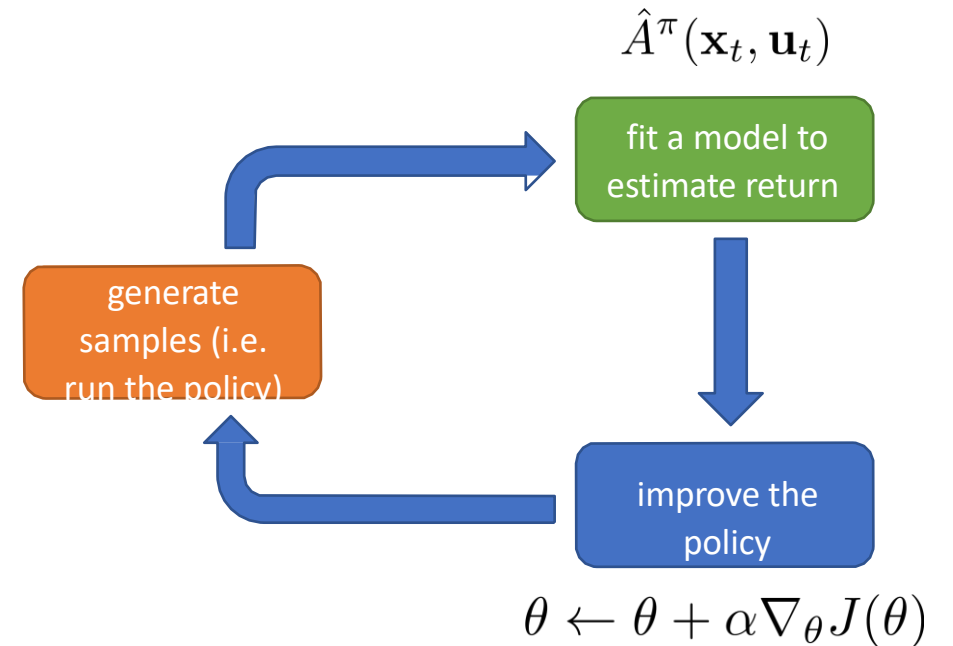 Â^π(x_t, u_t)
fit a model to
estimate return
generate
samples (i.e.
run the policy)
improve the
policy
θ ← θ + α∇_θJ(θ)